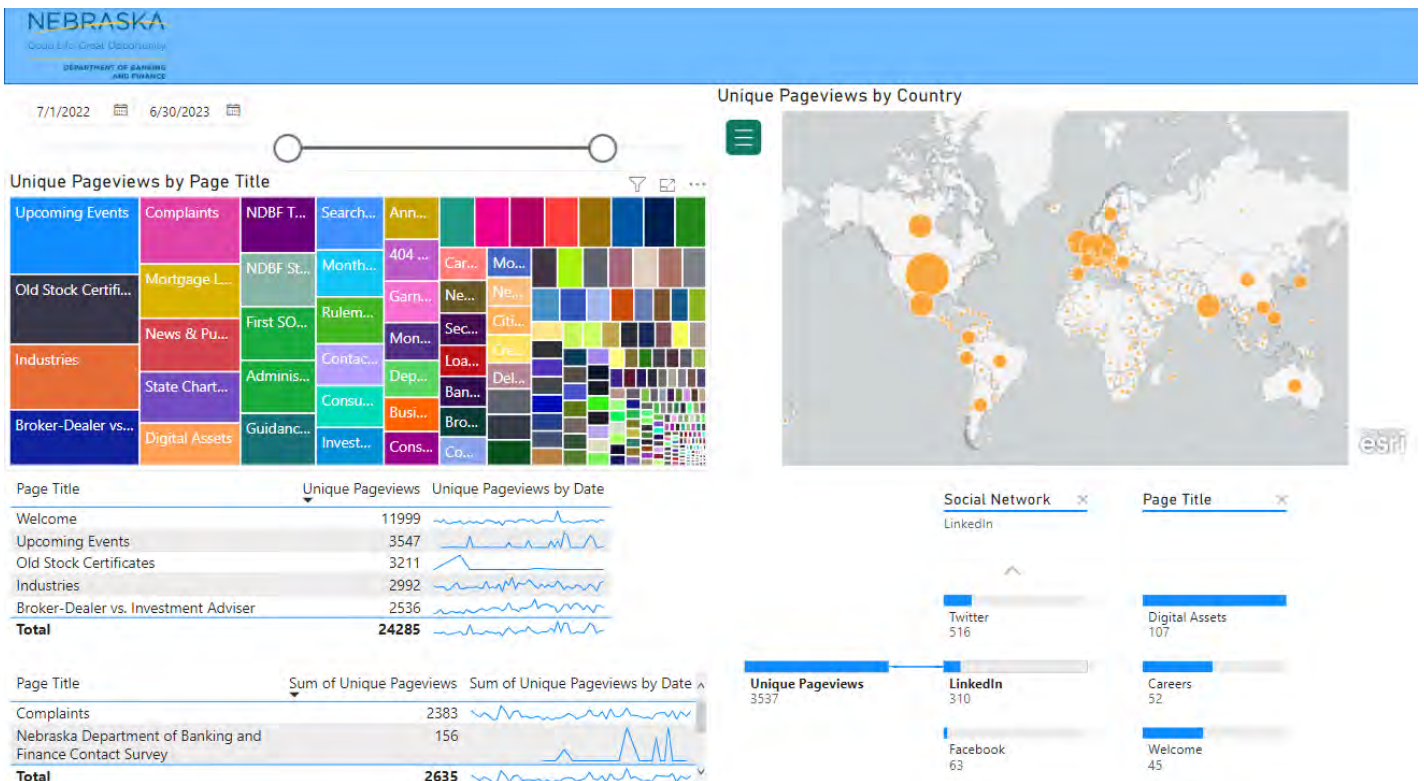 NEBRASKA
Good Life. Great Opportunity.
DEPARTMENT OF BANKING
AND FINANCE
7/1/2022 6/30/2023
Unique Pageviews by Page Title
Upcoming Events
Old Stock Certifi...
Industries
Broker-Dealer vs...
Complaints
Mortgage L...
News & Pu...
State Chart...
Digital Assets
NDBF T...
NDBF St...
First SO...
Adminis...
Guidanc...
Search...
Month...
Rulem...
Contac...
Consu...
Invest...
Ann...
404 ...
Garn...
Mon...
Dep...
Busi...
Cons...
Car...
Ne...
Sec...
Loa...
Ban...
Bro...
Co...
Mo...
Ne...
Citi...
Cre...
Del...
Unique Pageviews by Country
esri
Page Title Unique Pageviews Unique Pageviews by Date
Welcome 11999
Upcoming Events 3547
Old Stock Certificates 3211
Industries 2992
Broker-Dealer vs. Investment Adviser 2536
Total 24285
Page Title Sum of Unique Pageviews Sum of Unique Pageviews by Date
Complaints 2383
Nebraska Department of Banking and 156
Finance Contact Survey
Total 2635
Social Network Page Title
LinkedIn
Twitter Digital Assets
516 107
Unique Pageviews LinkedIn Careers
3537 310 52
Facebook Welcome
63 45